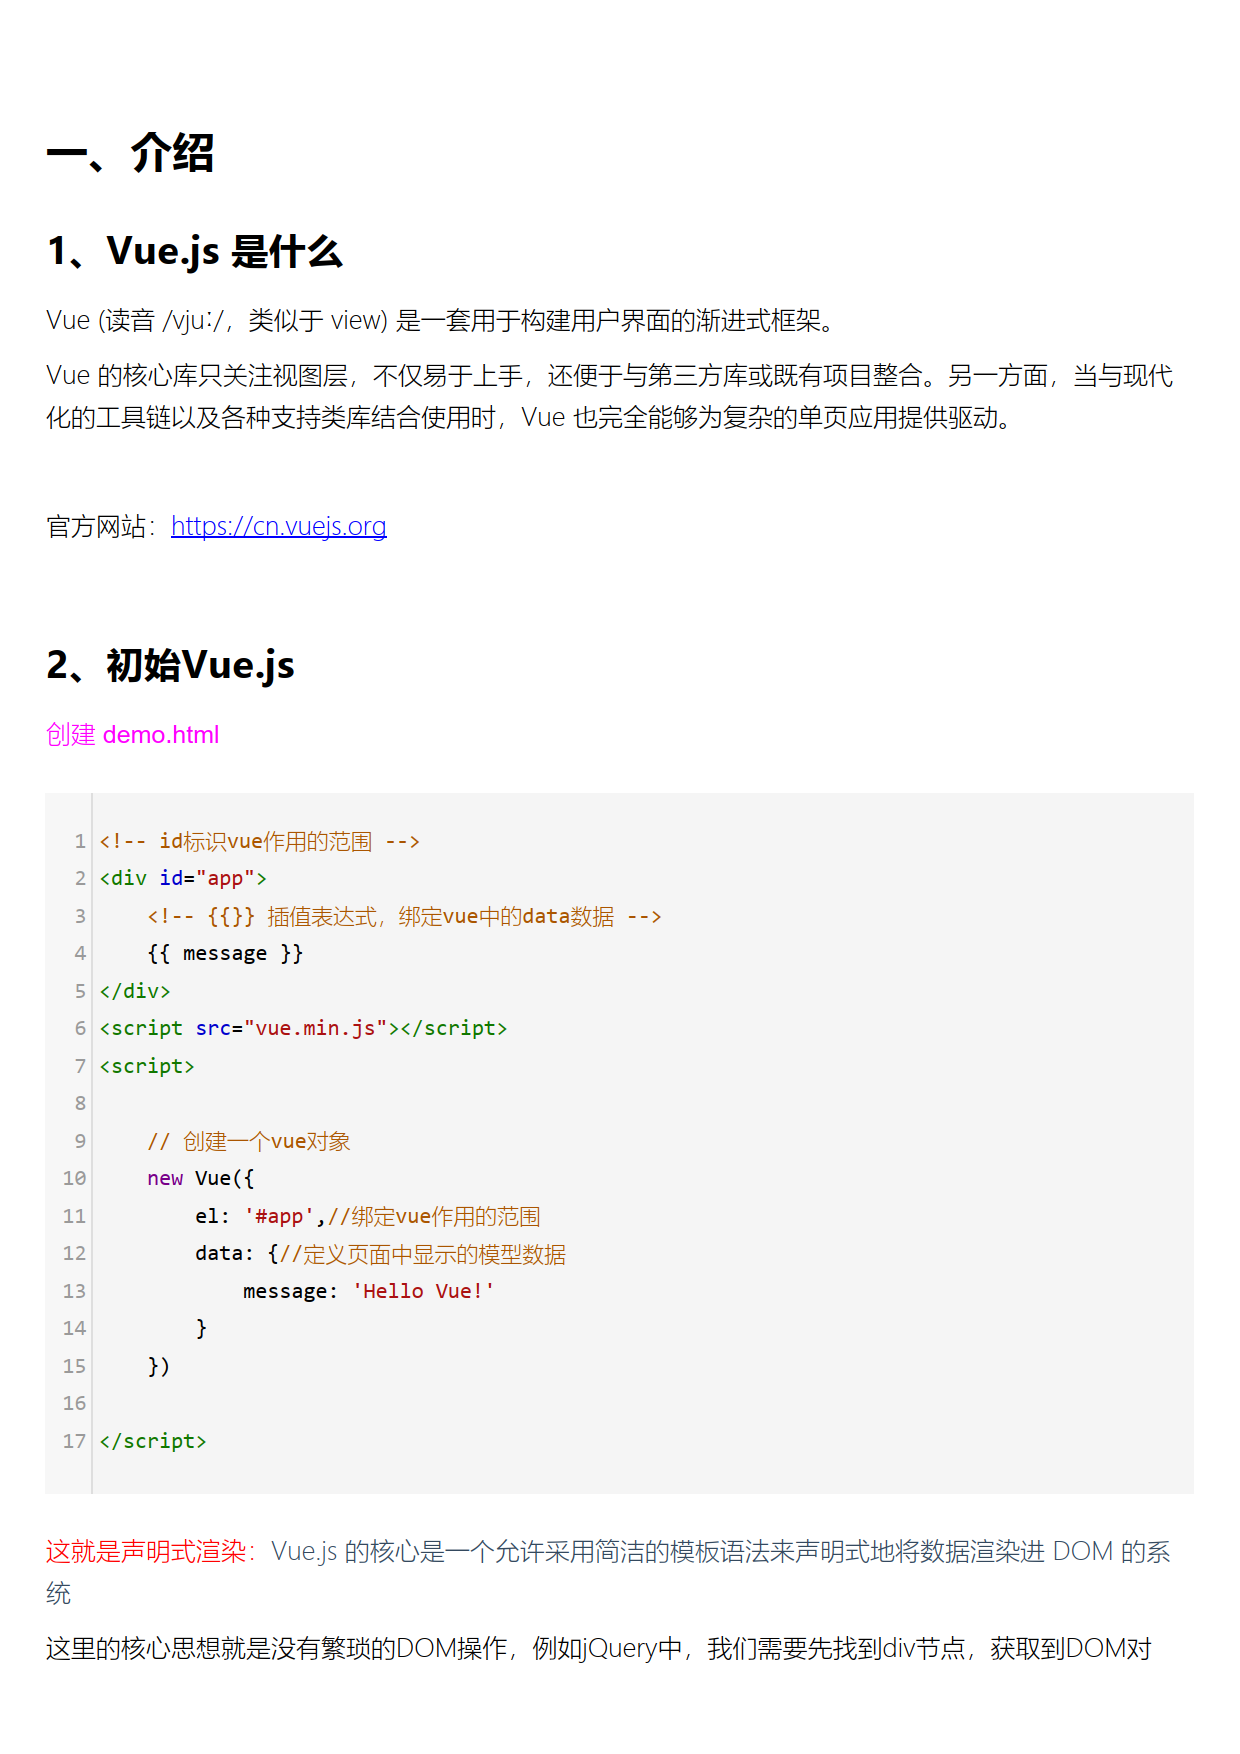 一、介绍
1、Vue.js 是什么
Vue (读音 /vjuː/，类似于 view) 是一套用于构建用户界面的渐进式框架。
Vue 的核心库只关注视图层，不仅易于上手，还便于与第三方库或既有项目整合。另一方面，当与现代
化的工具链以及各种支持类库结合使用时，Vue 也完全能够为复杂的单页应用提供驱动。
官方网站：https://cn.vuejs.org
2、初始Vue.js
创建 demo.html
1 <!-- id标识vue作用的范围 -->
2 <div id="app">
3     <!-- {{}} 插值表达式，绑定vue中的data数据 -->
4     {{ message }}
5 </div>
6 <script src="vue.min.js"></script>
7 <script>
8
9     // 创建一个vue对象
10     new Vue({
11         el: '#app',//绑定vue作用的范围
12         data: {//定义页面中显示的模型数据
13             message: 'Hello Vue!'
14         }
15     })
16
17 </script>
这就是声明式渲染：Vue.js 的核心是一个允许采用简洁的模板语法来声明式地将数据渲染进 DOM 的系
统
这里的核心思想就是没有繁琐的DOM操作，例如jQuery中，我们需要先找到div节点，获取到DOM对